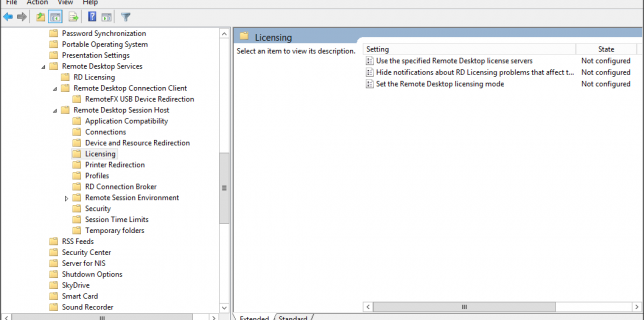 File Action View Help
Password Synchronization
Portable Operating System
Presentation Settings
Remote Desktop Services
RD Licensing
Remote Desktop Connection Client
RemoteFX USB Device Redirection
Remote Desktop Session Host
Application Compatibility
Connections
Device and Resource Redirection
Licensing
Printer Redirection
Profiles
RD Connection Broker
Remote Session Environment
Security
Session Time Limits
Temporary folders
RSS Feeds
Security Center
Server for NIS
Shutdown Options
SkyDrive
Smart Card
Sound Recorder
Licensing
Select an item to view its description.
Setting State
Use the specified Remote Desktop license servers Not configured
Hide notifications about RD Licensing problems that affect t... Not configured
Set the Remote Desktop licensing mode Not configured
Extended Standard